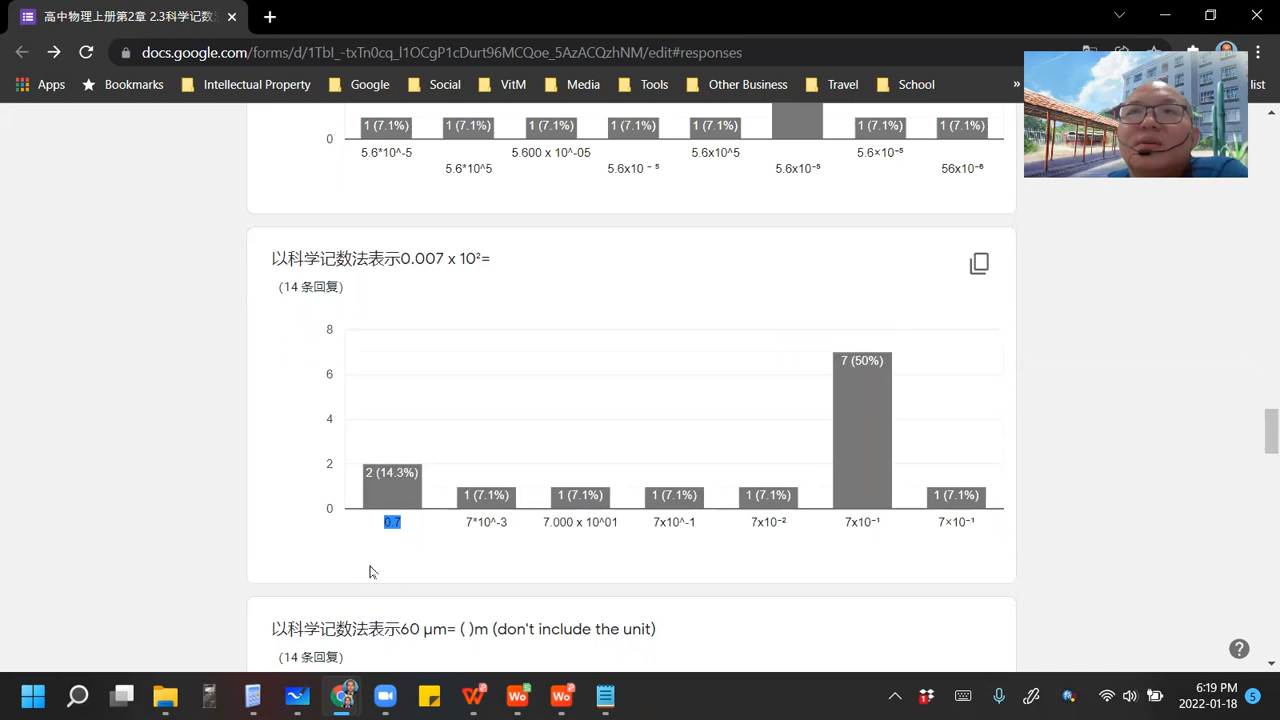 高中物理上册第2章 2.3科学记数
docs.google.com/forms/d/1TbI_-txTn0cg_l1OCqP1cDurt96MCQoe_5AzACQzhNM/edit#responses
Apps Bookmarks Intellectual Property Google Social VitM Media Tools Other Business Travel School » list
1 (7.1%) 1 (7.1%) 1 (7.1%) 1 (7.1%) 1 (7.1%) 1 (7.1%) 1 (7.1%)
0
5.600 x 10^-05 5.6x10^5 5.6×10⁻⁵
5.6*10^5 5.6x10 ⁻ ⁵ 5.6x10⁻⁵ 56x10⁻⁶
以科学记数法表示0.007 x 10²=
(14 条回复)
8
7 (50%)
6
4
2
2 (14.3%)
1 (7.1%) 1 (7.1%) 1 (7.1%) 1 (7.1%) 1 (7.1%)
0
0.7 7*10^-3 7.000 x 10^01 7x10^-1 7x10⁻² 7x10⁻¹ 7×10⁻¹
以科学记数法表示60 µm= ( )m (don't include the unit)
(14 条回复)
6:19 PM
2022-01-18
5